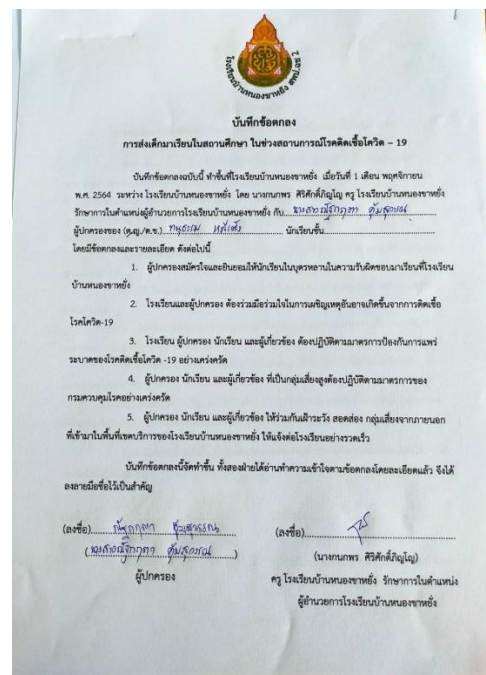 โรงเรียนบ้านหนองขาหยั่ง สพป.อช 2
บันทึกข้อตกลง
การส่งเด็กมาเรียนในสถานศึกษา ในช่วงสถานการณ์โรคติดเชื้อโควิด – 19
บันทึกข้อตกลงฉบับนี้ ทำขึ้นที่โรงเรียนบ้านหนองขาหยั่ง เมื่อวันที่ 1 เดือน พฤศจิกายน
พ.ศ. 2564 ระหว่าง โรงเรียนบ้านหนองขาหยั่ง โดย นางกนกพร ศิริศักดิ์ภิญโญ ครู โรงเรียนบ้านหนองขาหยั่ง
รักษาการในตำแหน่งผู้อำนวยการโรงเรียนบ้านหนองขาหยั่ง กับ
ผู้ปกครองของ (ด.ญ./ด.ช.) นักเรียนชั้น
โดยมีข้อตกลงและรายละเอียด ดังต่อไปนี้
1. ผู้ปกครองสมัครใจและยินยอมให้นักเรียนในบุตรหลานในความรับผิดชอบมาเรียนที่โรงเรียน
บ้านหนองขาหยั่ง
2. โรงเรียนและผู้ปกครอง ต้องร่วมมือร่วมใจในการเผชิญเหตุอันอาจเกิดขึ้นจากการติดเชื้อ
โรคโควิด-19
3. โรงเรียน ผู้ปกครอง นักเรียน และผู้เกี่ยวข้อง ต้องปฏิบัติตามมาตรการป้องกันการแพร่
ระบาดของโรคติดเชื้อโควิด -19 อย่างเคร่งครัด
4. ผู้ปกครอง นักเรียน และผู้เกี่ยวข้อง ที่เป็นกลุ่มเสี่ยงสูงต้องปฏิบัติตามมาตรการของ
กรมควบคุมโรคอย่างเคร่งครัด
5. ผู้ปกครอง นักเรียน และผู้เกี่ยวข้อง ให้ร่วมกันเฝ้าระวัง สอดส่อง กลุ่มเสี่ยงจากภายนอก
ที่เข้ามาในพื้นที่เขตบริการของโรงเรียนบ้านหนองขาหยั่ง ให้แจ้งต่อโรงเรียนอย่างรวดเร็ว
บันทึกข้อตกลงนี้จัดทำขึ้น ทั้งสองฝ่ายได้อ่านทำความเข้าใจตามข้อตกลงโดยละเอียดแล้ว จึงได้
ลงลายมือชื่อไว้เป็นสำคัญ
(ลงชื่อ)
ผู้ปกครอง
(ลงชื่อ)
(นางกนกพร ศิริศักดิ์ภิญโญ)
ครู โรงเรียนบ้านหนองขาหยั่ง รักษาการในตำแหน่ง
ผู้อำนวยการโรงเรียนบ้านหนองขาหยั่ง